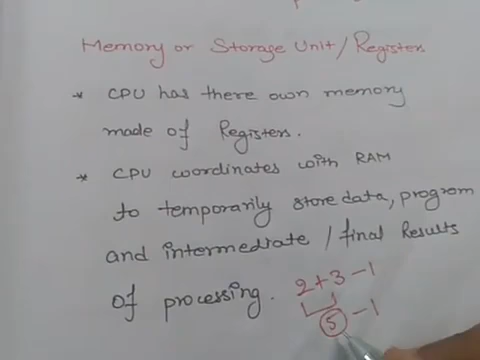 Memory or Storage Unit/Registers
* CPU has there own memory
made of Registers.
* CPU coordinates with RAM
to temporarily store data, program
and intermediate / final Results
of processing. 2+3-1
5-1